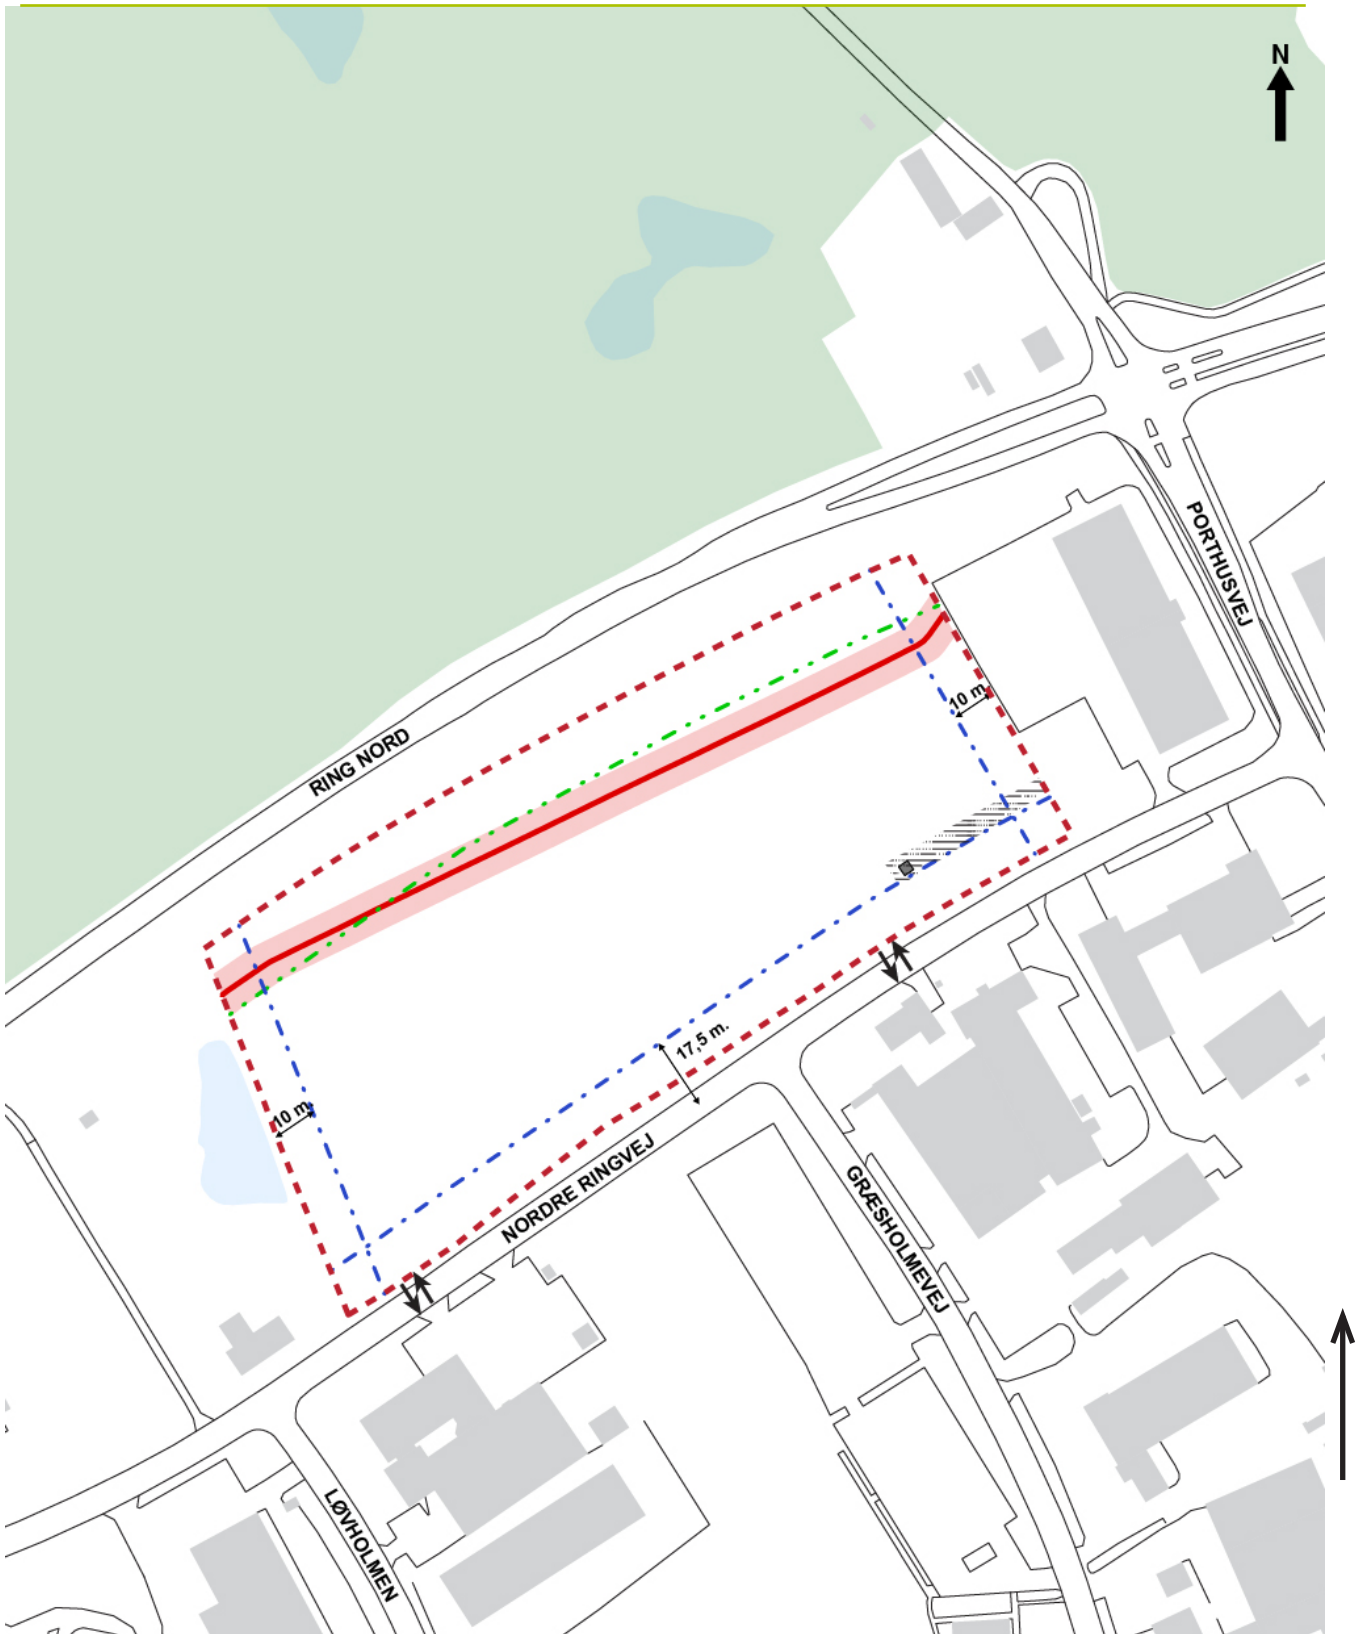 N
PORTHUSVEJ
10 m.
RING NORD
17,5 m.
10 m.
NORDRE RINGVEJ
GRÆSHOLMEVEJ
LØVHOLMEN